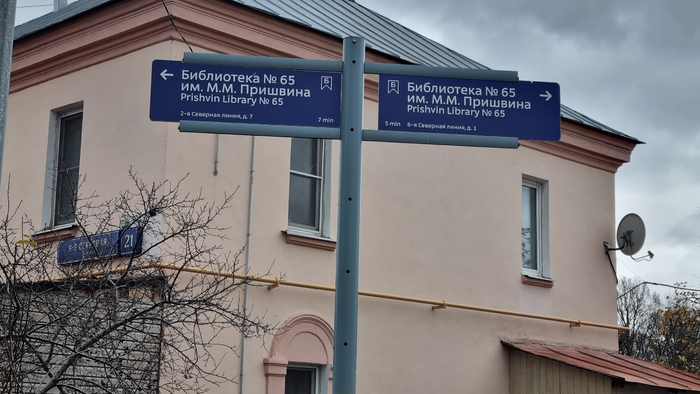 ← Библиотека № 65
им. М.М. Пришвина
Prishvin Library № 65
2-я Северная линия, д. 7
7 min
Б
Б
Библиотека № 65 →
им. М.М. Пришвина
Prishvin Library № 65
5 min
6-я Северная линия, д. 1
21